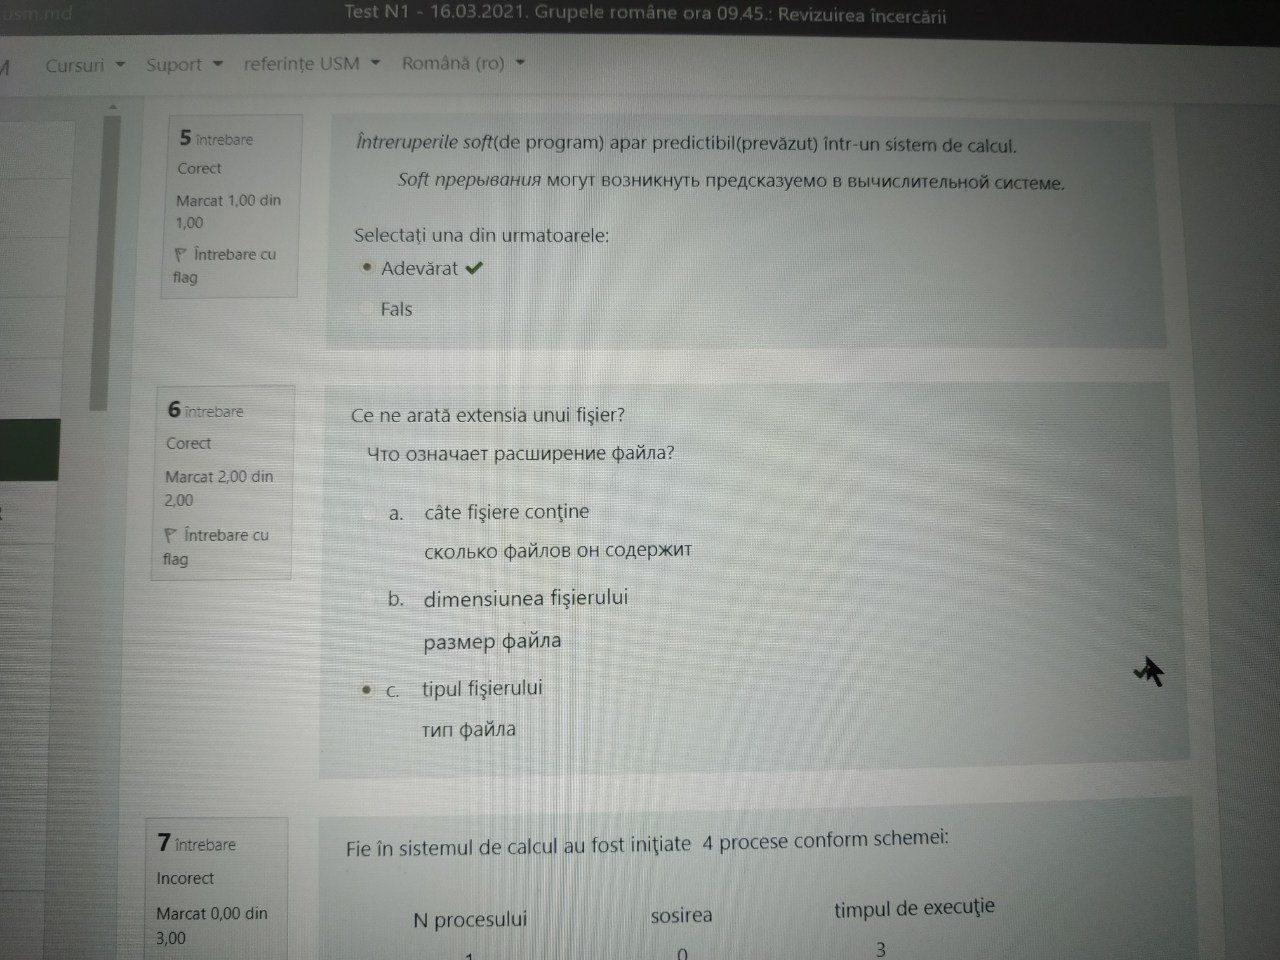 usm.md
Test N1 - 16.03.2021. Grupele române ora 09.45.: Revizuirea încercării
Cursuri
Suport
referințe USM
Română (ro)
5 întrebare
Corect
Marcat 1,00 din
1,00
Întrebare cu
flag
Întreruperile soft(de program) apar predictibil(prevăzut) într-un sistem de calcul.
Soft прерывания могут возникнуть предсказуемо в вычислительной системе.
Selectați una din urmatoarele:
Adevărat
Fals
6 întrebare
Corect
Marcat 2,00 din
2,00
Întrebare cu
flag
Ce ne arată extensia unui fişier?
Что означает расширение файла?
a. câte fişiere conţine
сколько файлов он содержит
b. dimensiunea fişierului
размер файла
c. tipul fişierului
тип файла
7 întrebare
Incorect
Marcat 0,00 din
3,00
Fie în sistemul de calcul au fost iniţiate 4 procese conform schemei:
N procesului sosirea timpul de execuţie
1 0 3